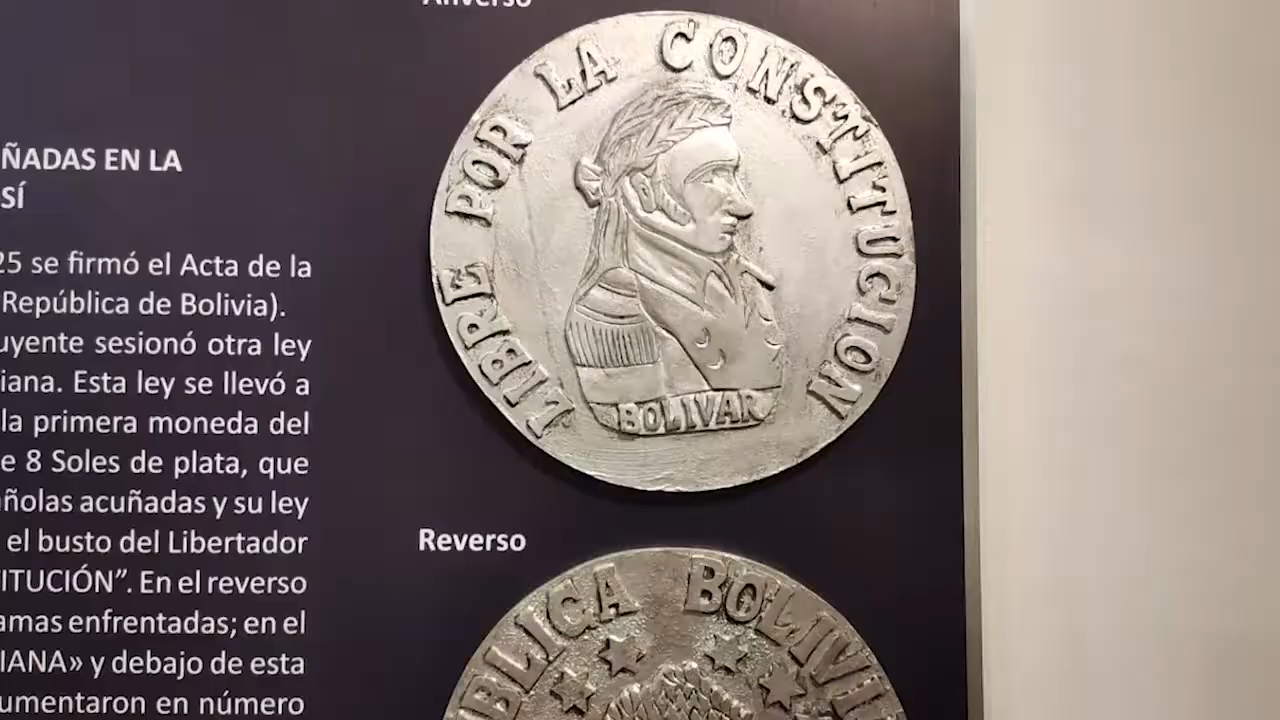 Anverso
LIBRE POR LA CONSTITUCION
BOLIVAR
Reverso
BOLIVI
ÑADAS EN LA
SÍ
25 se firmó el Acta de la
República de Bolivia).
uyente sesionó otra ley
iana. Esta ley se llevó a
la primera moneda del
e 8 Soles de plata, que
ñolas acuñadas y su ley
el busto del Libertador
TITUCIÓN”. En el reverso
amas enfrentadas; en el
IANA» y debajo de esta
umentaron en número